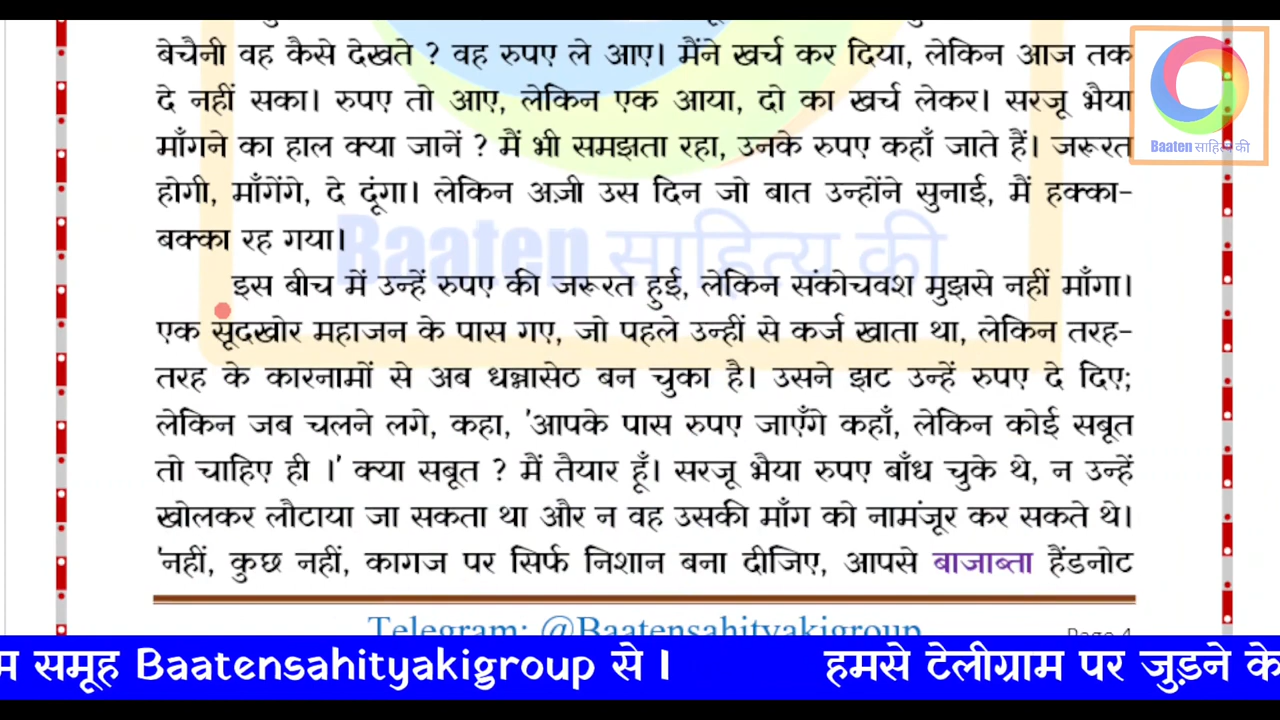 बेचैनी वह कैसे देखते ? वह रुपए ले आए। मैंने खर्च कर दिया, लेकिन आज तक
दे नहीं सका। रुपए तो आए, लेकिन एक आया, दो का खर्च लेकर। सरजू भैया
माँगने का हाल क्या जानें ? मैं भी समझता रहा, उनके रुपए कहाँ जाते हैं। जरूरत
होगी, माँगेंगे, दे दूंगा। लेकिन अज़ी उस दिन जो बात उन्होंने सुनाई, मैं हक्का-
बक्का रह गया।
इस बीच में उन्हें रुपए की जरूरत हुई, लेकिन संकोचवश मुझसे नहीं माँगा।
एक सूदखोर महाजन के पास गए, जो पहले उन्हीं से कर्ज खाता था, लेकिन तरह-
तरह के कारनामों से अब धन्नासेठ बन चुका है। उसने झट उन्हें रुपए दे दिए;
लेकिन जब चलने लगे, कहा, 'आपके पास रुपए जाएँगे कहाँ, लेकिन कोई सबूत
तो चाहिए ही ।' क्या सबूत ? मैं तैयार हूँ। सरजू भैया रुपए बाँध चुके थे, न उन्हें
खोलकर लौटाया जा सकता था और न वह उसकी माँग को नामंजूर कर सकते थे।
'नहीं, कुछ नहीं, कागज पर सिर्फ निशान बना दीजिए, आपसे बाजाब्ता हैंडनोट
Baaten साहित्य की
Baaten साहित्य की
Telegram: @Baatensahityakigroup
Page 4
म समूह Baatensahityakigroup से। हमसे टेलीग्राम पर जुड़ने के